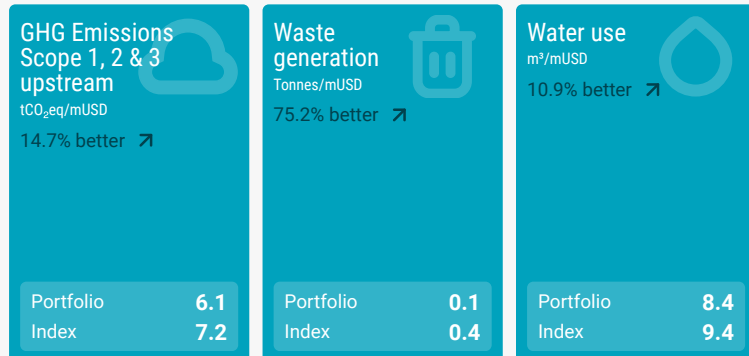 GHG Emissions
Scope 1, 2 & 3
upstream
tCO₂eq/mUSD
14.7% better
Portfolio 6.1
Index 7.2
Waste
generation
Tonnes/mUSD
75.2% better
Portfolio 0.1
Index 0.4
Water use
m³/mUSD
10.9% better
Portfolio 8.4
Index 9.4